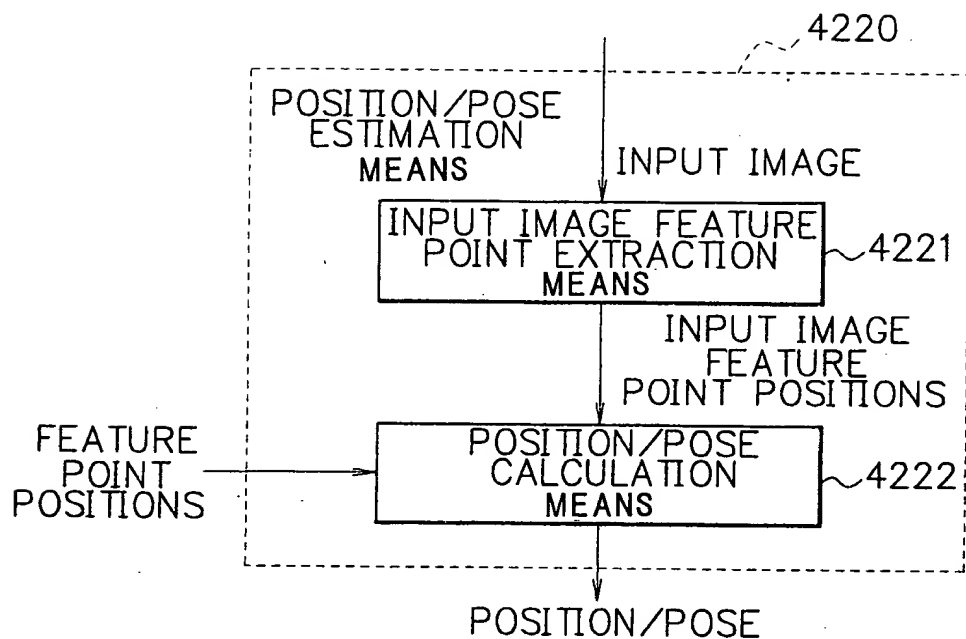 4220
POSITION/POSE
ESTIMATION
MEANS
INPUT IMAGE
INPUT IMAGE FEATURE
POINT EXTRACTION
MEANS
4221
INPUT IMAGE
FEATURE
POINT POSITIONS
FEATURE
POINT
POSITIONS
POSITION/POSE
CALCULATION
MEANS
4222
POSITION/POSE